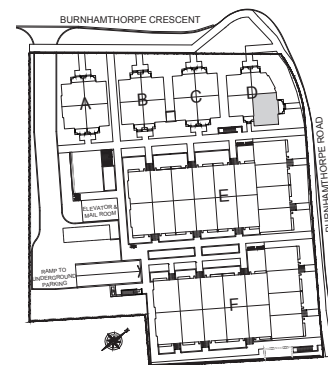 BURNHAMTHORPE CRESCENT
A
B
C
D
BURNHAMTHORPE ROAD
E
ELEVATOR &
MAIL ROOM
RAMP TO
UNDERGROUND
PARKING
F